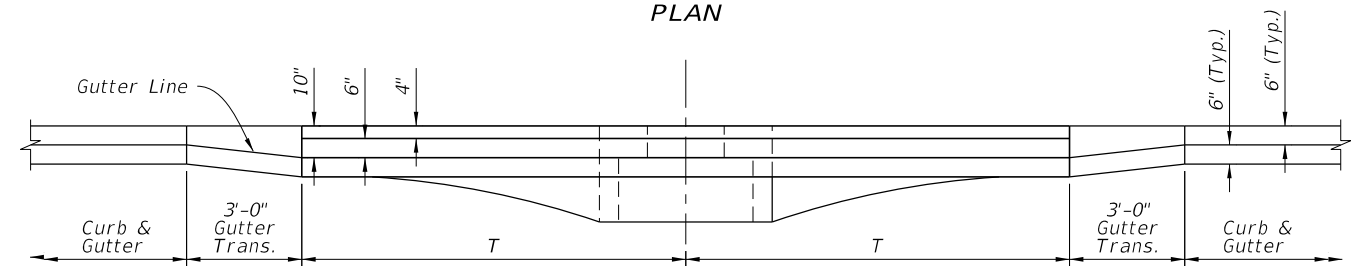 PLAN
Gutter Line
10"
6"
4"
6" (Typ.)
6" (Typ.)
Curb &
Gutter
3'-0"
Gutter
Trans.
T
T
3'-0"
Gutter
Trans.
Curb &
Gutter